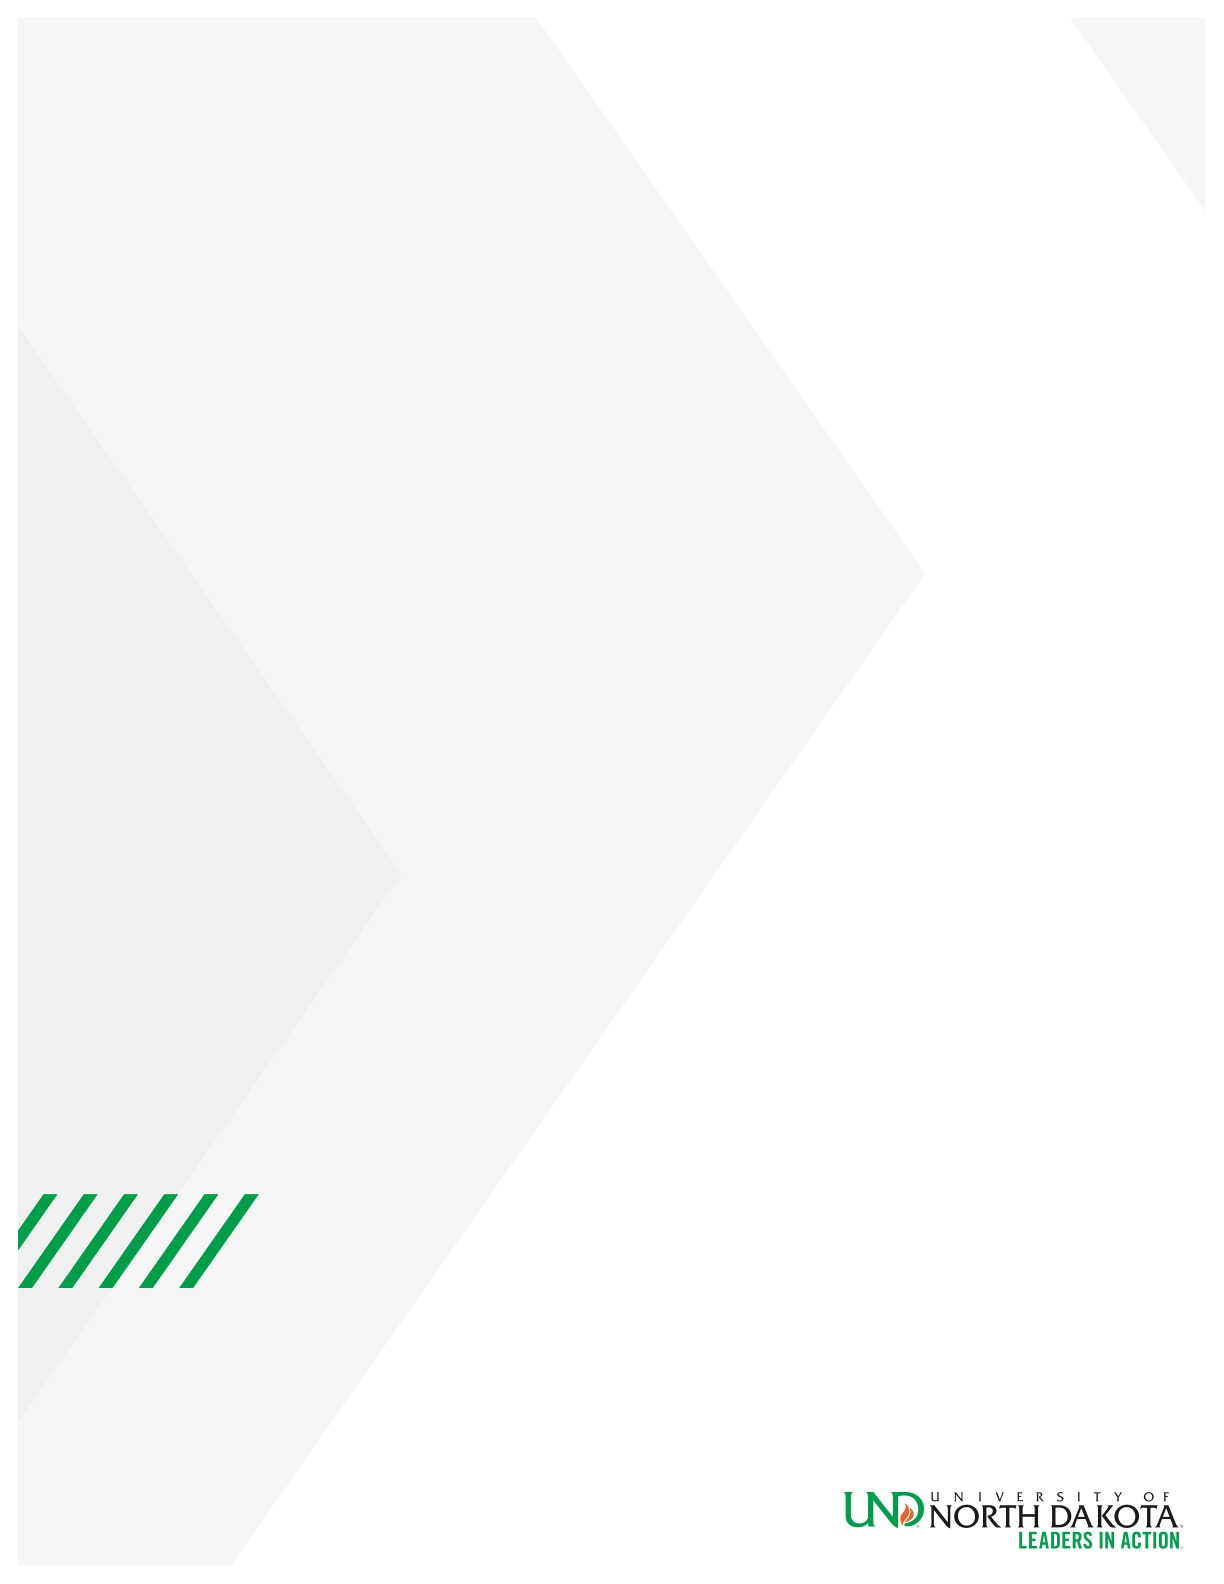 UND UNIVERSITY OF
NORTH DAKOTA.
LEADERS IN ACTION